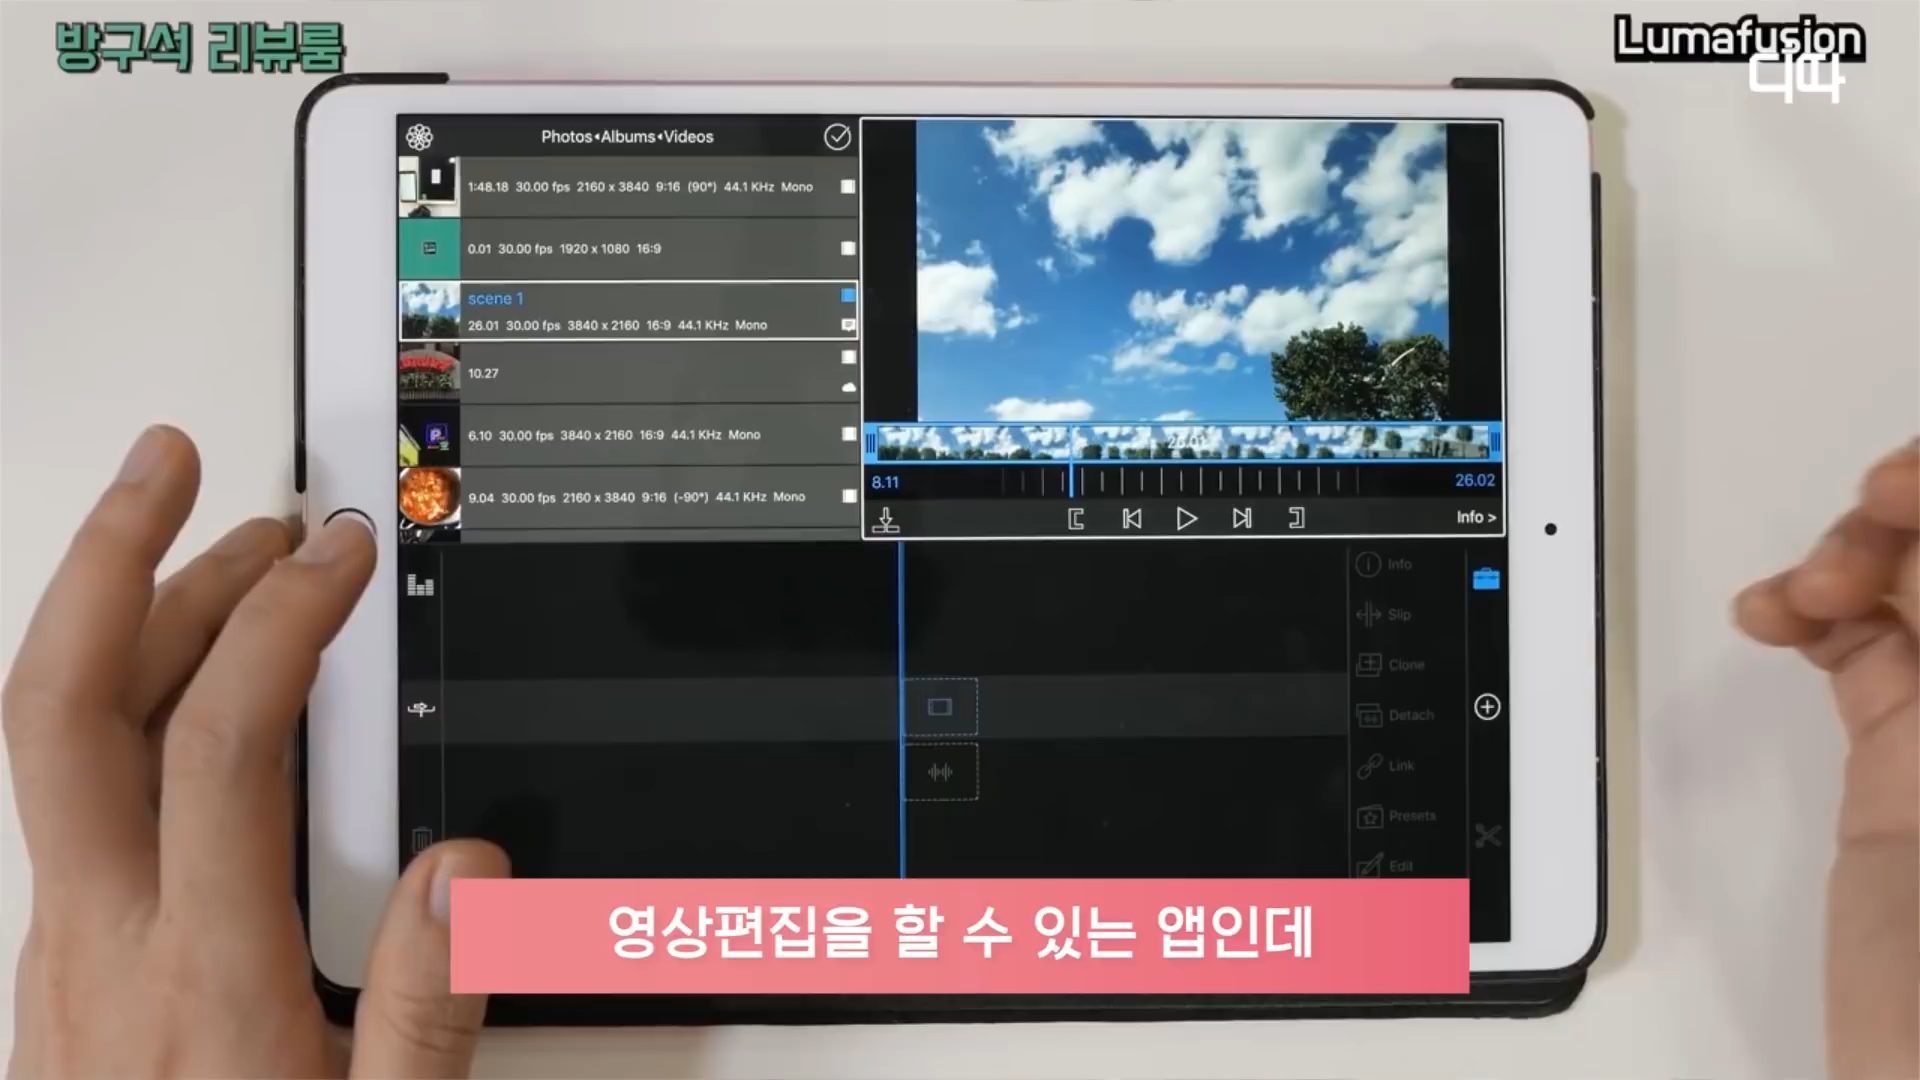 방구석 리뷰룸
Lumafusion
디따
Photos◂Albums◂Videos
1:48.18 30.00 fps 2160 x 3840 9:16 (90°) 44.1 KHz Mono
0.01 30.00 fps 1920 x 1080 16:9
scene 1
26.01 30.00 fps 3840 x 2160 16:9 44.1 KHz Mono
10.27
6.10 30.00 fps 3840 x 2160 16:9 44.1 KHz Mono
9.04 30.00 fps 2160 x 3840 9:16 (-90°) 44.1 KHz Mono
26.01
8.11
26.02
Info >
Info
Slip
Clone
Detach
Link
Presets
Edit
영상편집을 할 수 있는 앱인데